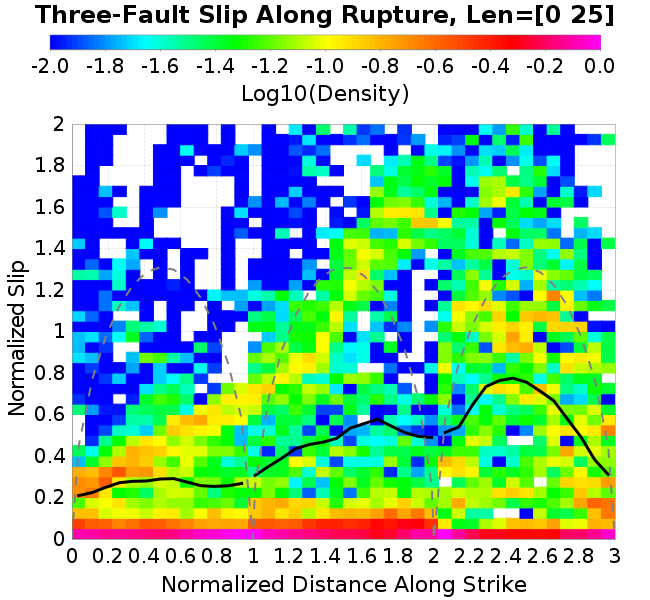 Three-Fault Slip Along Rupture, Len=[0 25]
-2.0 -1.8 -1.6 -1.4 -1.2 -1.0 -0.8 -0.6 -0.4 -0.2 0.0
Log10(Density)
2
1.8
1.6
1.4
1.2
1
0.8
0.6
0.4
0.2
0
Normalized Slip
0 0.2 0.4 0.6 0.8 1 1.2 1.4 1.6 1.8 2 2.2 2.4 2.6 2.8 3
Normalized Distance Along Strike